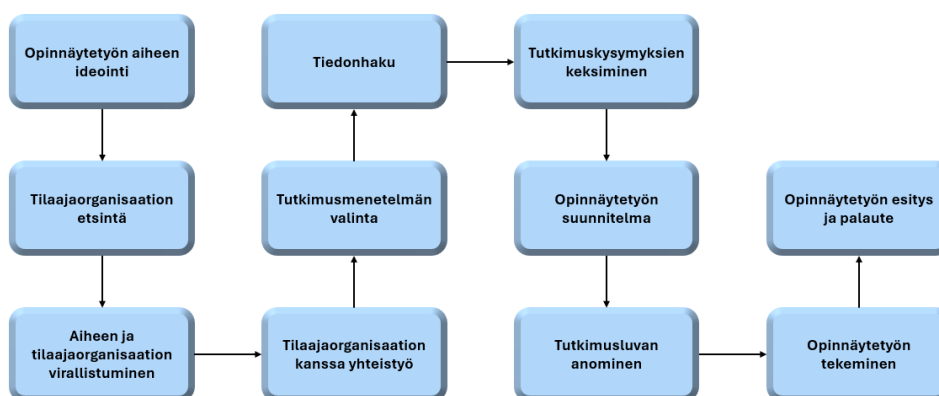 Opinnäytetyön aiheen
ideointi
Tilaajaorganisaation
etsintä
Aiheen ja
tilaajaorganisaation
virallistuminen
Tilaajaorganisaation
kanssa yhteistyö
Tutkimusmenetelmän
valinta
Tiedonhaku
Tutkimuskysymyksien
keksiminen
Opinnäytetyön
suunnitelma
Tutkimusluvan
anominen
Opinnäytetyön
tekeminen
Opinnäytetyön esitys
ja palaute